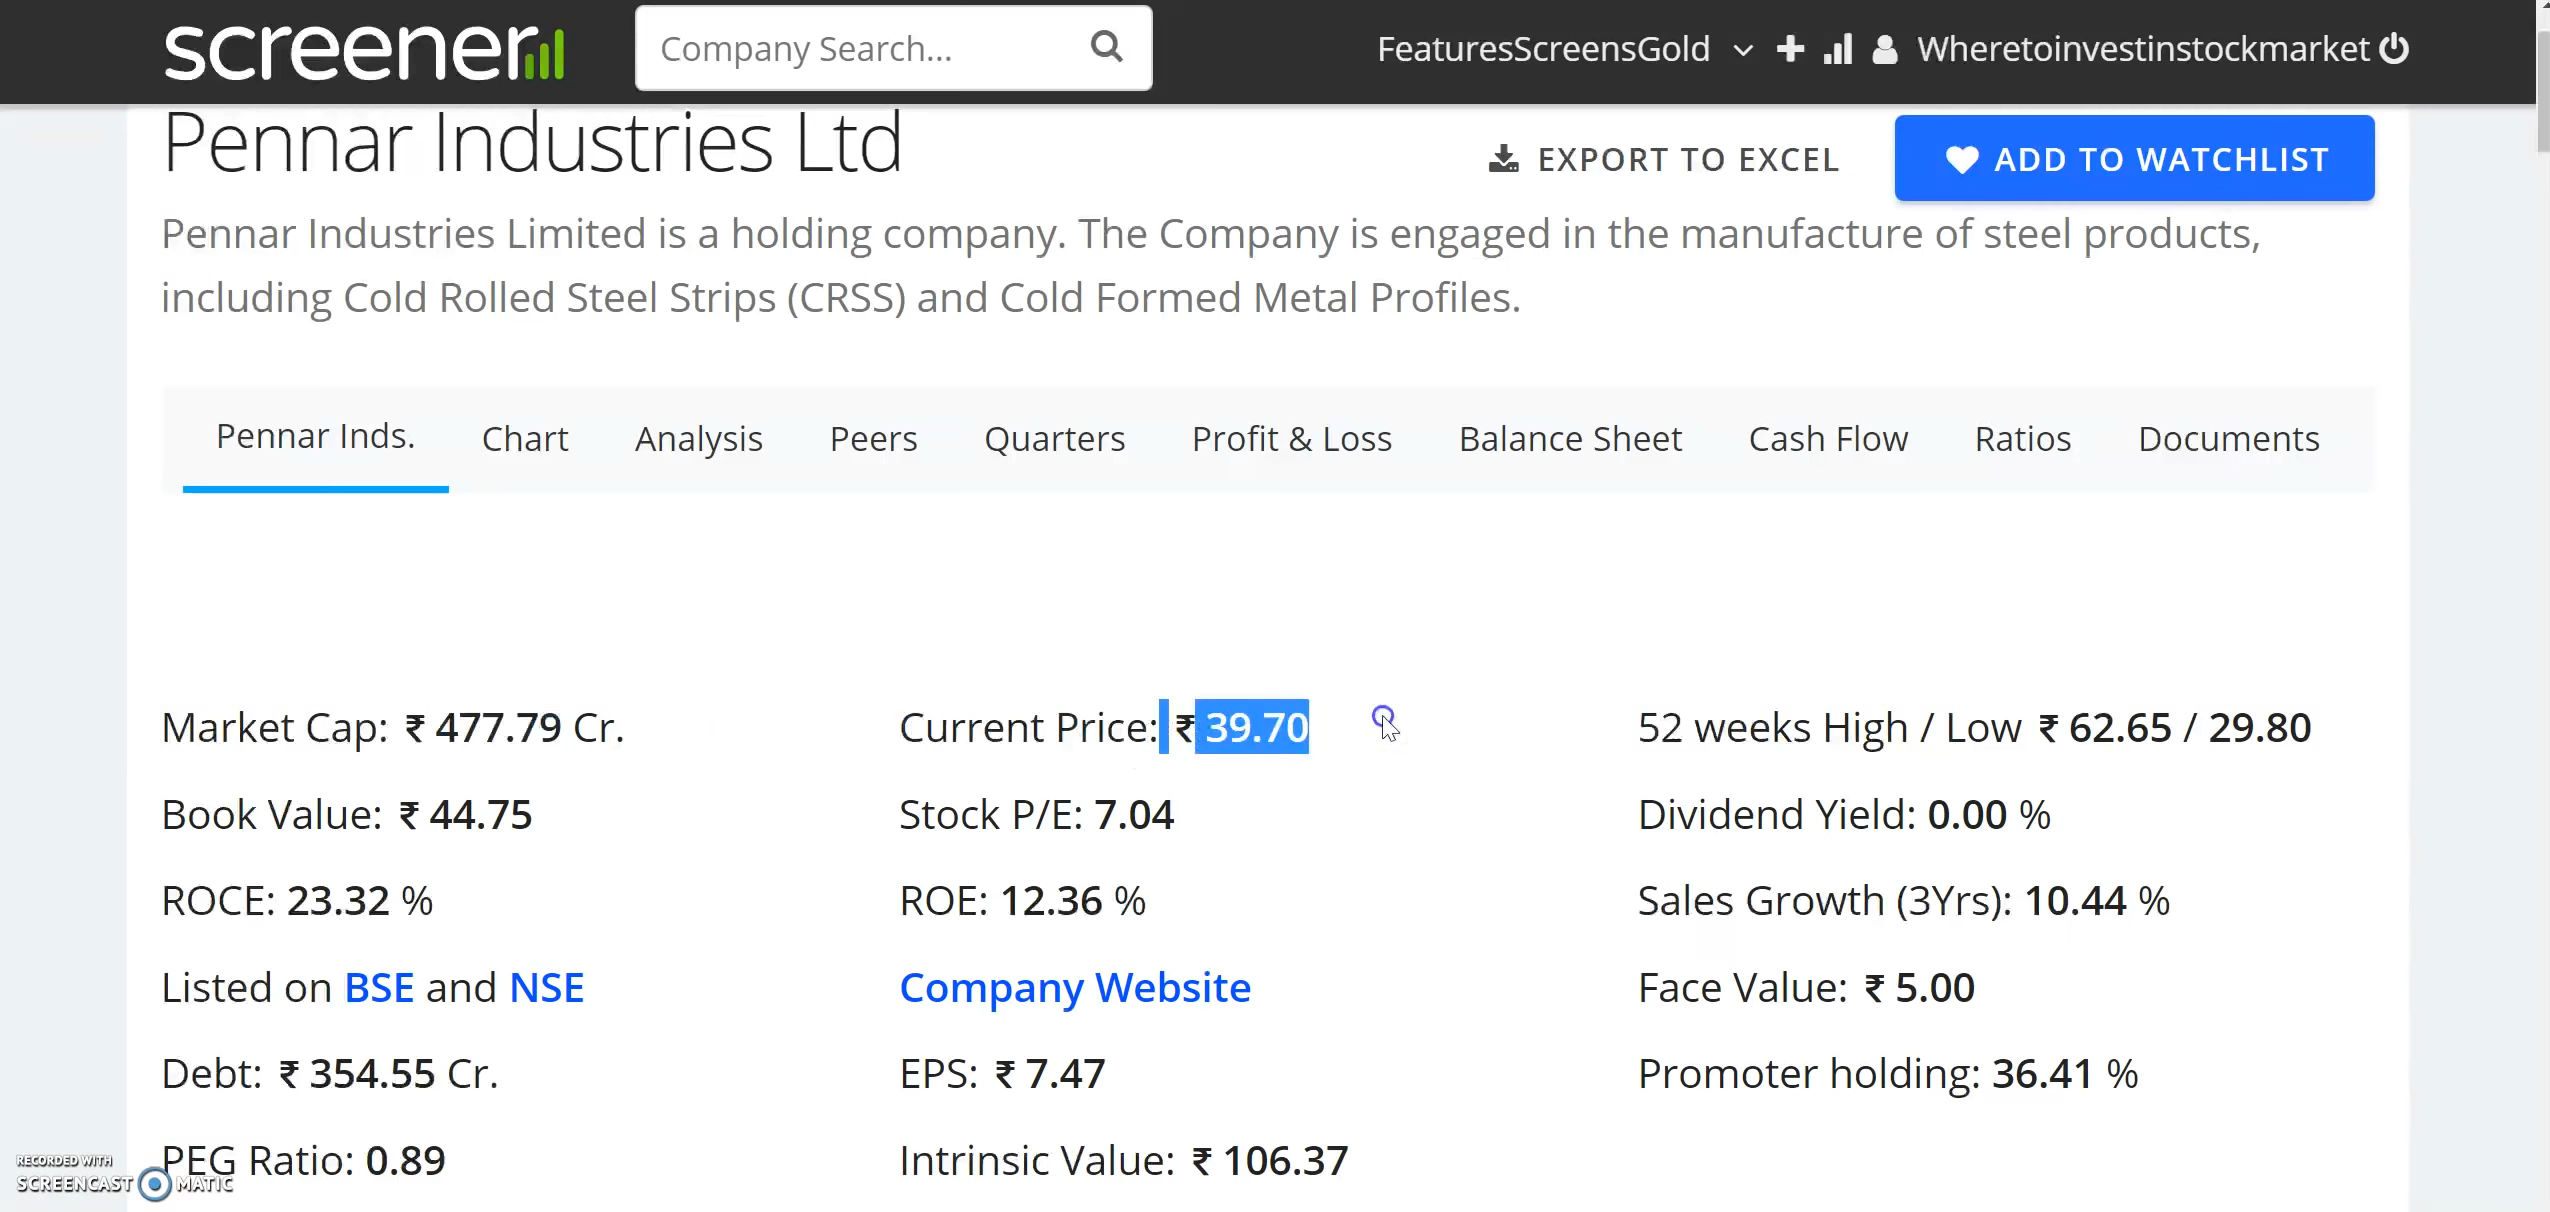 screener
Company Search...
FeaturesScreensGold
Wheretoinvestinstockmarket
Pennar Industries Ltd
EXPORT TO EXCEL
ADD TO WATCHLIST
Pennar Industries Limited is a holding company. The Company is engaged in the manufacture of steel products,
including Cold Rolled Steel Strips (CRSS) and Cold Formed Metal Profiles.
Pennar Inds. Chart Analysis Peers Quarters Profit & Loss Balance Sheet Cash Flow Ratios Documents
Market Cap: ₹ 477.79 Cr.
Current Price: ₹ 39.70
52 weeks High / Low ₹ 62.65 / 29.80
Book Value: ₹ 44.75
Stock P/E: 7.04
Dividend Yield: 0.00 %
ROCE: 23.32 %
ROE: 12.36 %
Sales Growth (3Yrs): 10.44 %
Listed on BSE and NSE
Company Website
Face Value: ₹ 5.00
Debt: ₹ 354.55 Cr.
EPS: ₹ 7.47
Promoter holding: 36.41 %
PEG Ratio: 0.89
Intrinsic Value: ₹ 106.37
RECORDED WITH
SCREENCAST MATIC